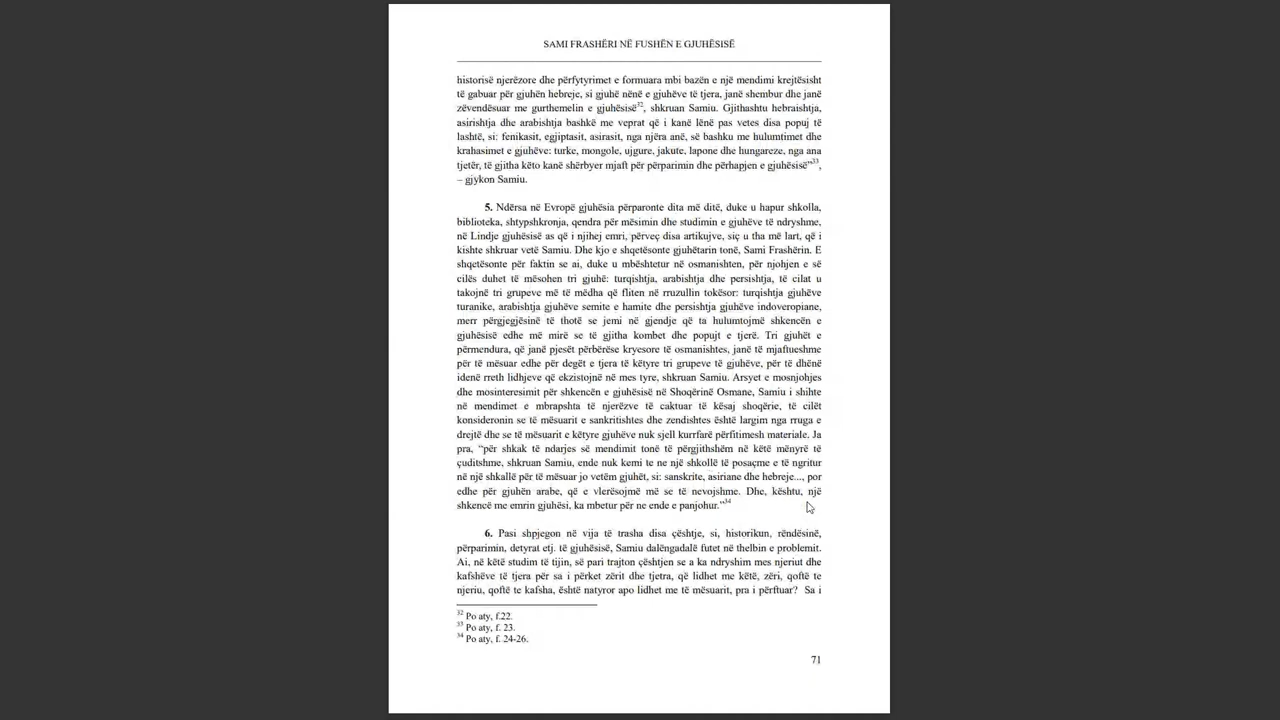 SAMI FRASHËRI NË FUSHËN E GJUHËSISË
historisë njerëzore dhe përfytyrimet e formuara mbi bazën e një mendimi krejtësisht
të gabuar për gjuhën hebreje, si gjuhë nënë e gjuhëve të tjera, janë shembur dhe janë
zëvendësuar me gurthemelin e gjuhësisë32, shkruan Samiu. Gjithashtu hebraishtja,
asirishtja dhe arabishtja bashkë me veprat që i kanë lënë pas vetes disa popuj të
lashtë, si: fenikasit, egjiptasit, asirasit, nga njëra anë, së bashku me hulumtimet dhe
krahasimet e gjuhëve: turke, mongole, ujgure, jakute, lapone dhe hungareze, nga ana
tjetër, të gjitha këto kanë shërbyer mjaft për përparimin dhe përhapjen e gjuhësisë”33,
– gjykon Samiu.
5. Ndërsa në Evropë gjuhësia përparonte dita më ditë, duke u hapur shkolla,
biblioteka, shtypshkronja, qendra për mësimin dhe studimin e gjuhëve të ndryshme,
në Lindje gjuhësisë as që i njihej emri, përveç disa artikujve, siç u tha më lart, që i
kishte shkruar vetë Samiu. Dhe kjo e shqetësonte gjuhëtarin tonë, Sami Frashërin. E
shqetësonte për faktin se ai, duke u mbështetur në osmanishten, për njohjen e së
cilës duhet të mësohen tri gjuhë: turqishtja, arabishtja dhe persishtja, të cilat u
takojnë tri grupeve më të mëdha që fliten në rruzullin tokësor: turqishtja gjuhëve
turanike, arabishtja gjuhëve semite e hamite dhe persishtja gjuhëve indoveropiane,
merr përgjegjësinë të thotë se jemi në gjendje që ta hulumtojmë shkencën e
gjuhësisë edhe më mirë se të gjitha kombet dhe popujt e tjerë. Tri gjuhët e
përmendura, që janë pjesët përbërëse kryesore të osmanishtes, janë të mjaftueshme
për të mësuar edhe për degët e tjera të këtyre tri grupeve të gjuhëve, për të dhënë
idenë rreth lidhjeve që ekzistojnë në mes tyre, shkruan Samiu. Arsyet e mosnjohjes
dhe mosinteresimit për shkencën e gjuhësisë në Shoqërinë Osmane, Samiu i shihte
në mendimet e mbrapshta të njerëzve të caktuar të kësaj shoqërie, të cilët
konsideronin se të mësuarit e sankritishtes dhe zendishtes është largim nga rruga e
drejtë dhe se të mësuarit e këtyre gjuhëve nuk sjell kurrfarë përfitimesh materiale. Ja
pra, “për shkak të ndarjes së mendimit tonë të përgjithshëm në këtë mënyrë të
çuditshme, shkruan Samiu, ende nuk kemi te ne një shkollë të posaçme e të ngritur
në një shkallë për të mësuar jo vetëm gjuhët, si: sanskrite, asiriane dhe hebreje..., por
edhe për gjuhën arabe, që e vlerësojmë më se të nevojshme. Dhe, kështu, një
shkencë me emrin gjuhësi, ka mbetur për ne ende e panjohur.”34
6. Pasi shpjegon në vija të trasha disa çështje, si, historikun, rëndësinë,
përparimin, detyrat etj. të gjuhësisë, Samiu dalëngadalë futet në thelbin e problemit.
Ai, në këtë studim të tijin, së pari trajton çështjen se a ka ndryshim mes njeriut dhe
kafshëve të tjera për sa i përket zërit dhe tjetra, që lidhet me këtë, zëri, qoftë te
njeriu, qoftë te kafsha, është natyror apo lidhet me të mësuarit, pra i përftuar? Sa i
32 Po aty, f.22.
33 Po aty, f. 23.
34 Po aty, f. 24-26.
71